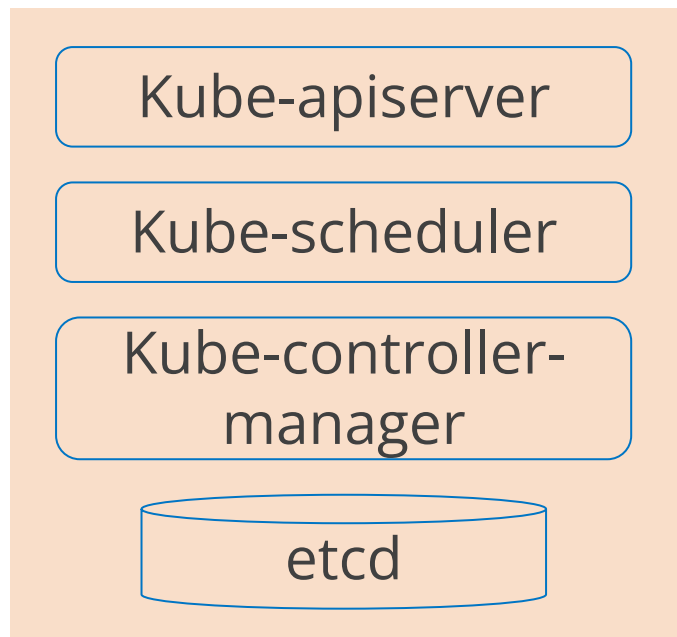 Kube-apiserver
Kube-scheduler
Kube-controller-
manager
etcd